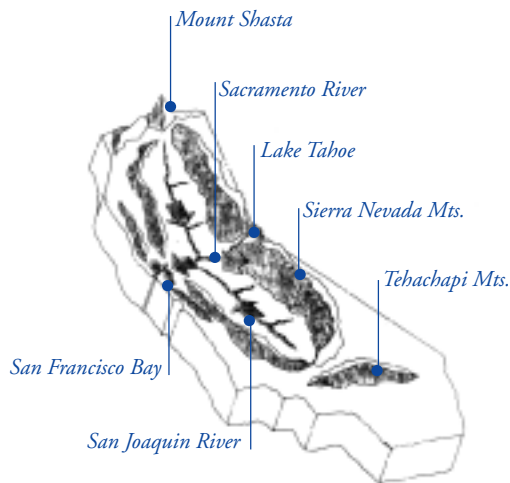 Mount Shasta
Sacramento River
Lake Tahoe
Sierra Nevada Mts.
Tehachapi Mts.
San Francisco Bay
San Joaquin River